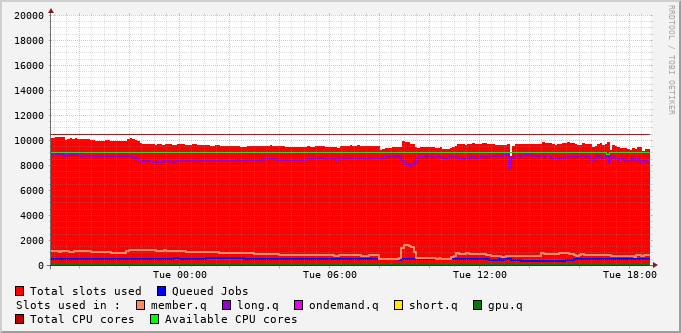 RRDTOOL / TOBI OETIKER
20000
18000
16000
14000
12000
10000
8000
6000
4000
2000
0
Tue 00:00 Tue 06:00 Tue 12:00 Tue 18:00
Total slots used Queued Jobs
Slots used in : member.q long.q ondemand.q short.q gpu.q
Total CPU cores Available CPU cores